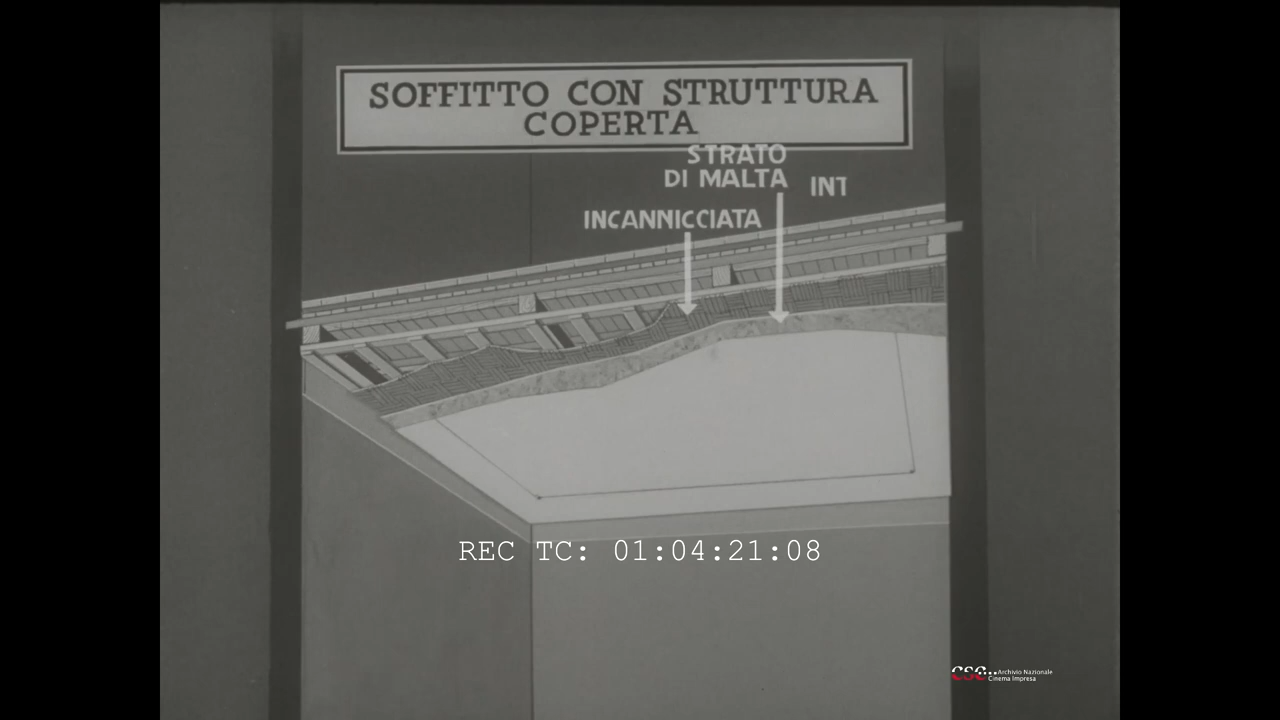 SOFFITTO CON STRUTTURA
COPERTA
STRATO
DI MALTA
INT
INCANNICCIATA
REC TC: 01:04:21:08
CSC Archivio Nazionale
Cinema Impresa